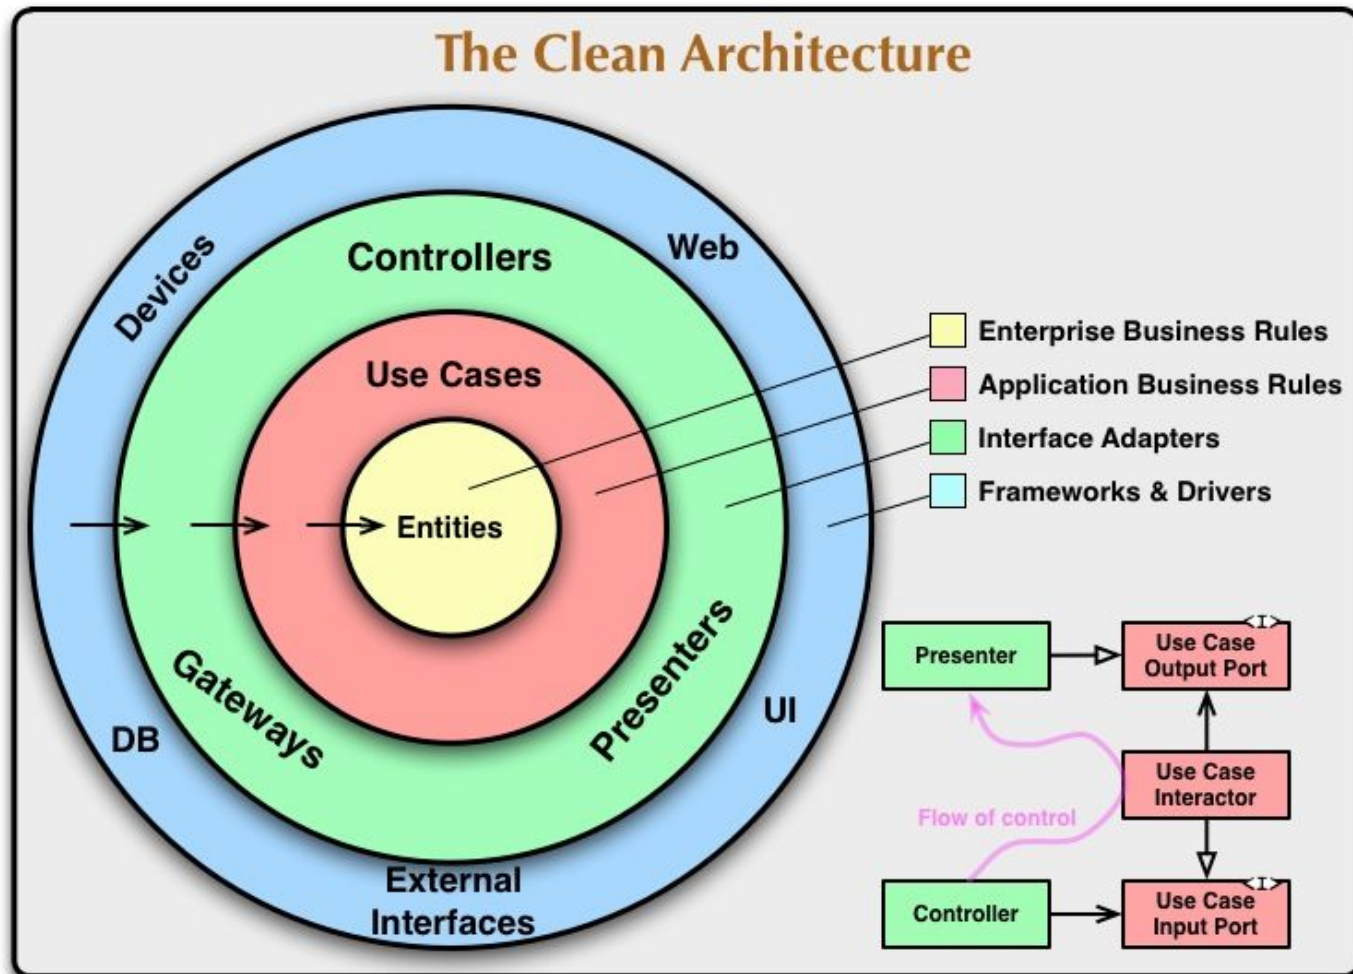 The Clean Architecture
Devices
Controllers
Web
Use Cases
Entities
Gateways
Presenters
DB
UI
External
Interfaces
Enterprise Business Rules
Application Business Rules
Interface Adapters
Frameworks & Drivers
Presenter
<I>
Use Case
Output Port
Use Case
Interactor
Flow of control
Controller
<I>
Use Case
Input Port